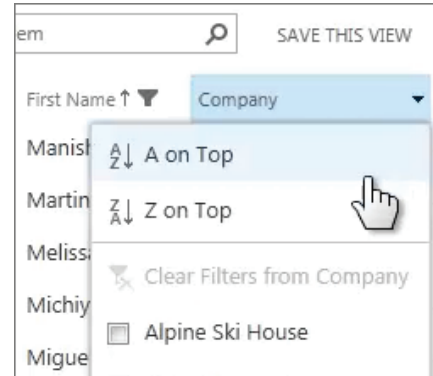 em
SAVE THIS VIEW
First Name
Company
Manish
A on Top
Martin
Z on Top
Meliss
Clear Filters from Company
Michiy
Alpine Ski House
Migue